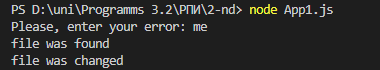 PS D:\uni\Programms 3.2\РПИ\2-nd> node App1.js
Please, enter your error: me
file was found
file was changed